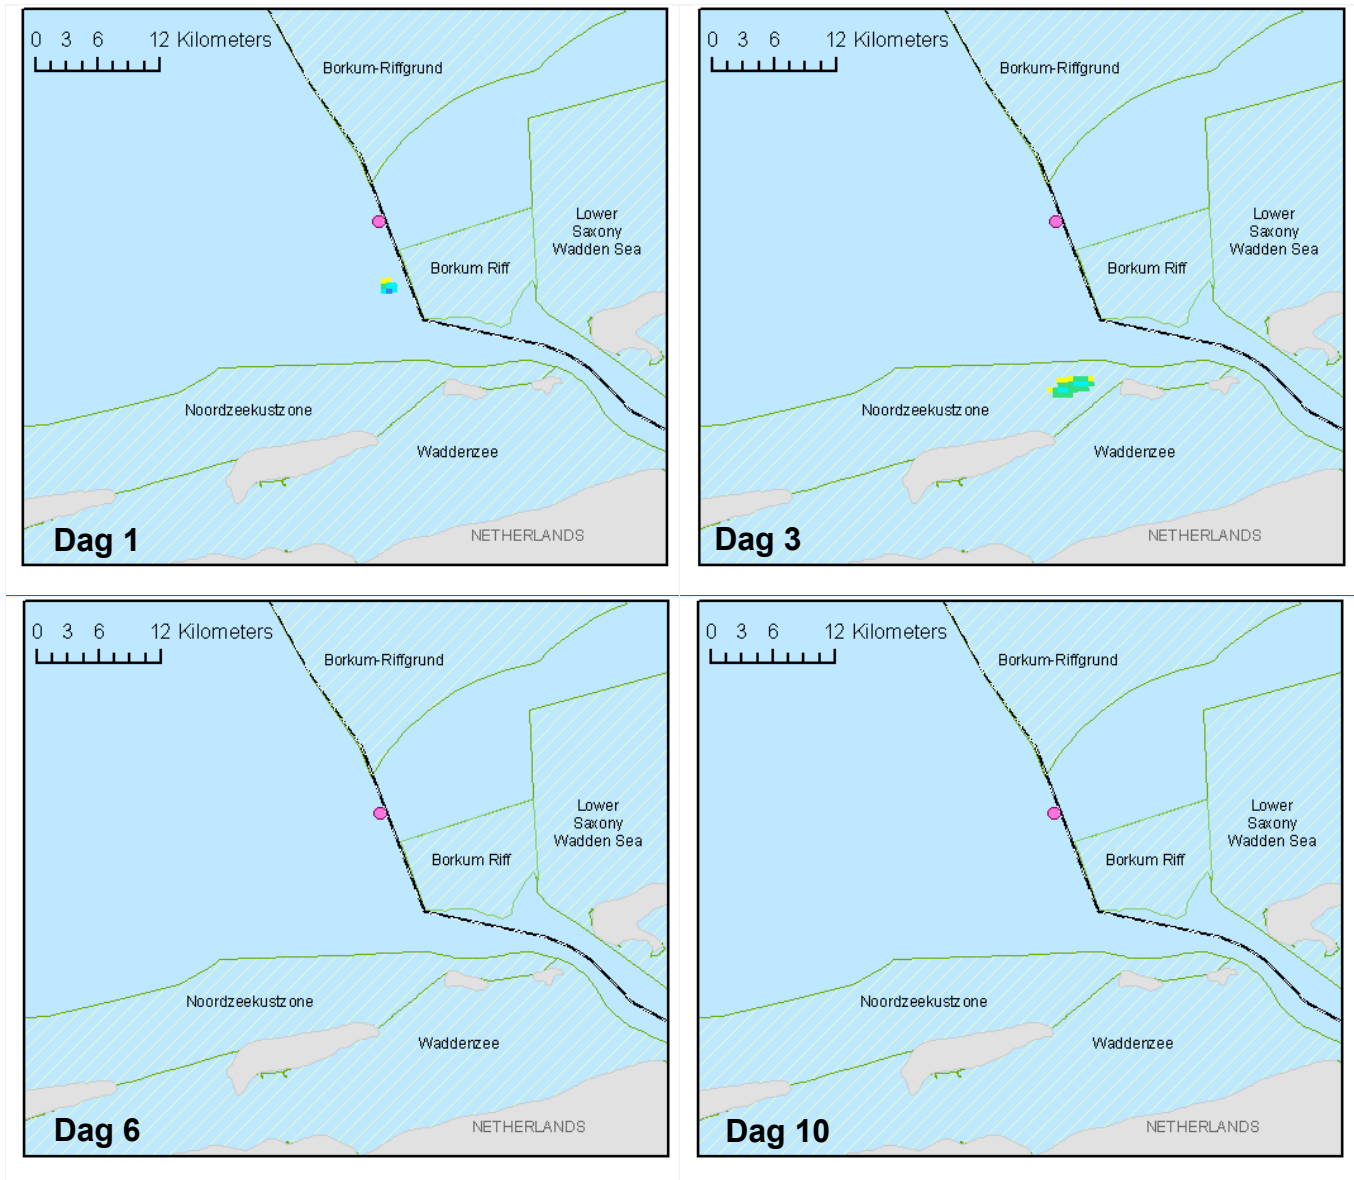 0 3 6 12 Kilometers
Borkum-Riffgrund
Lower
Saxony
Wadden Sea
Borkum Riff
Noordzeekustzone
Waddenzee
NETHERLANDS
Dag 1
0 3 6 12 Kilometers
Borkum-Riffgrund
Lower
Saxony
Wadden Sea
Borkum Riff
Noordzeekustzone
Waddenzee
NETHERLANDS
Dag 3
0 3 6 12 Kilometers
Borkum-Riffgrund
Lower
Saxony
Wadden Sea
Borkum Riff
Noordzeekustzone
Waddenzee
NETHERLANDS
Dag 6
0 3 6 12 Kilometers
Borkum-Riffgrund
Lower
Saxony
Wadden Sea
Borkum Riff
Noordzeekustzone
Waddenzee
NETHERLANDS
Dag 10